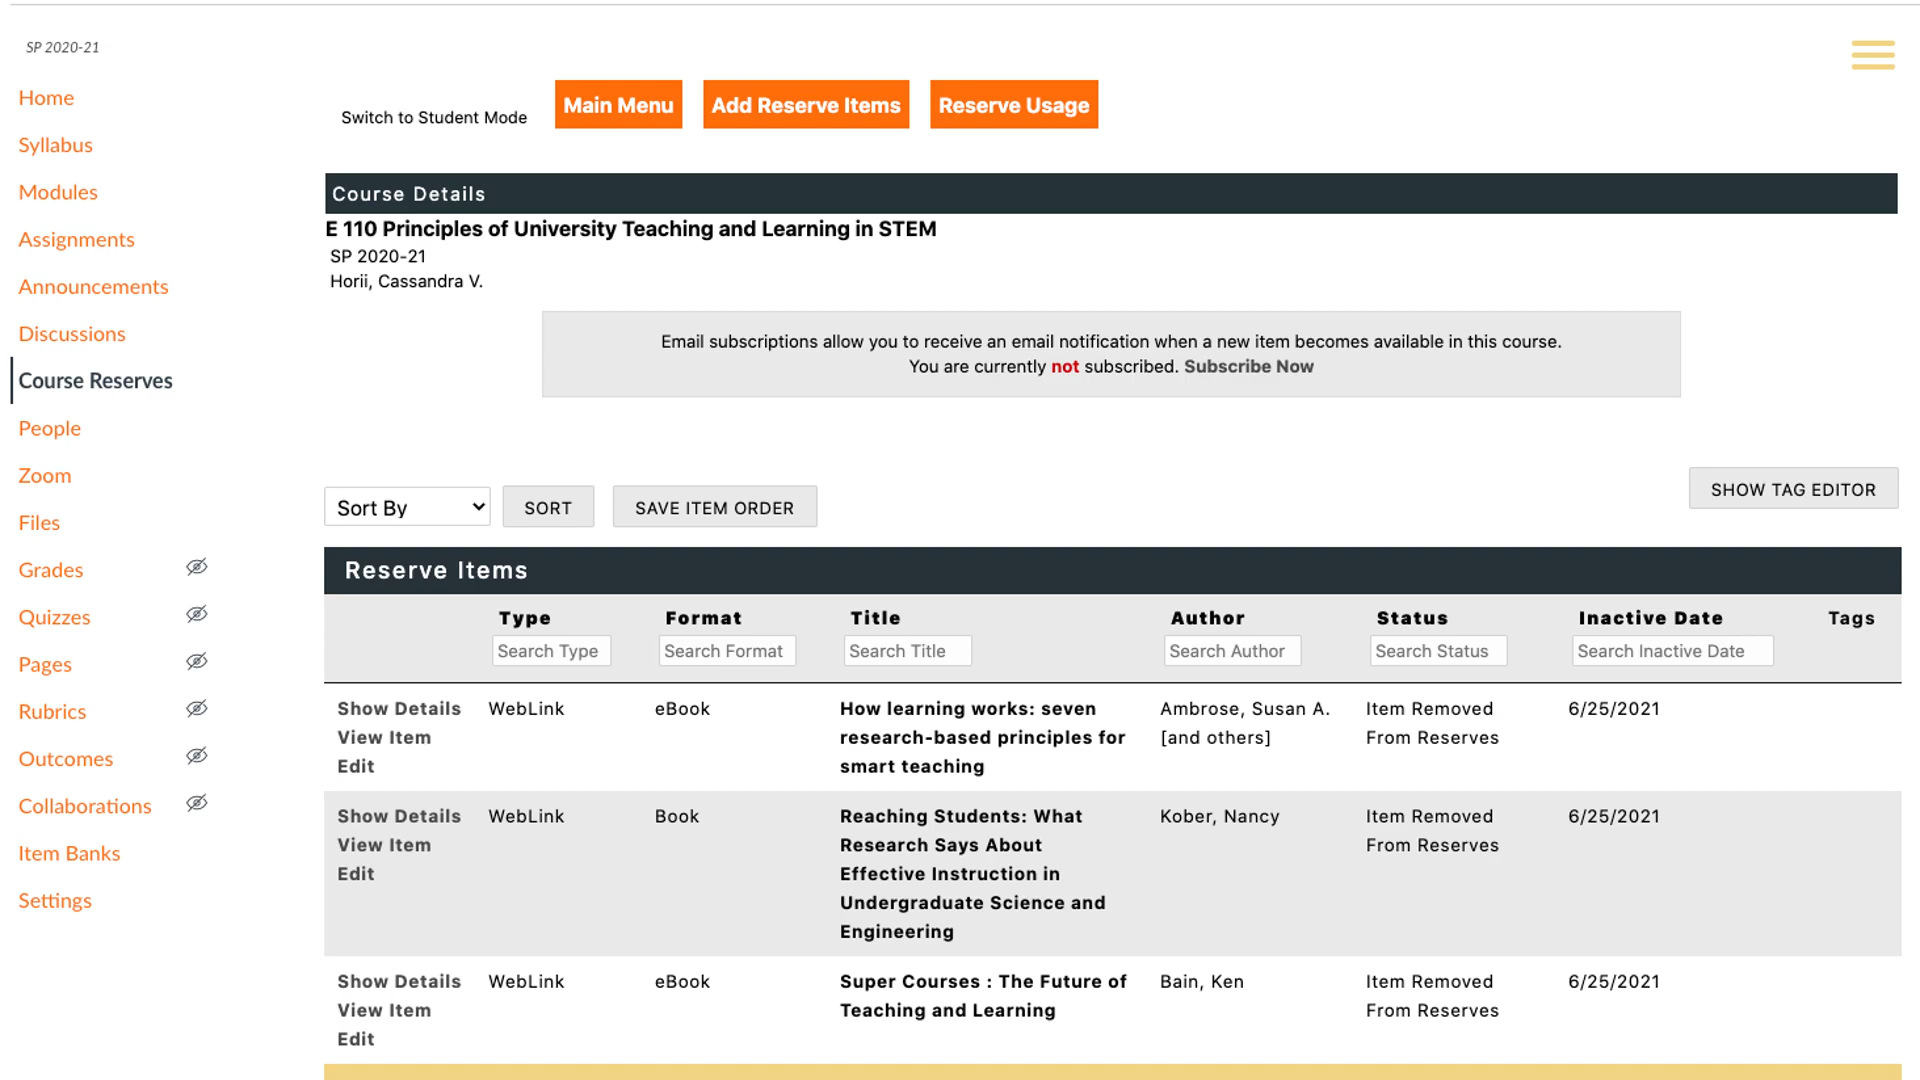 SP 2020-21
Home
Syllabus
Modules
Assignments
Announcements
Discussions
Course Reserves
People
Zoom
Files
Grades
Quizzes
Pages
Rubrics
Outcomes
Collaborations
Item Banks
Settings
Switch to Student Mode Main Menu Add Reserve Items Reserve Usage
Course Details
E 110 Principles of University Teaching and Learning in STEM
SP 2020-21
Horii, Cassandra V.
Email subscriptions allow you to receive an email notification when a new item becomes available in this course.
You are currently not subscribed. Subscribe Now
SHOW TAG EDITOR
Sort By SORT SAVE ITEM ORDER
Reserve Items
Type Format Title Author Status Inactive Date Tags
Search Type Search Format Search Title Search Author Search Status Search Inactive Date
Show Details WebLink eBook How learning works: seven Ambrose, Susan A. Item Removed 6/25/2021
View Item research-based principles for [and others] From Reserves
Edit smart teaching
Show Details WebLink Book Reaching Students: What Kober, Nancy Item Removed 6/25/2021
View Item Research Says About From Reserves
Edit Effective Instruction in
Undergraduate Science and
Engineering
Show Details WebLink eBook Super Courses : The Future of Bain, Ken Item Removed 6/25/2021
View Item Teaching and Learning From Reserves
Edit